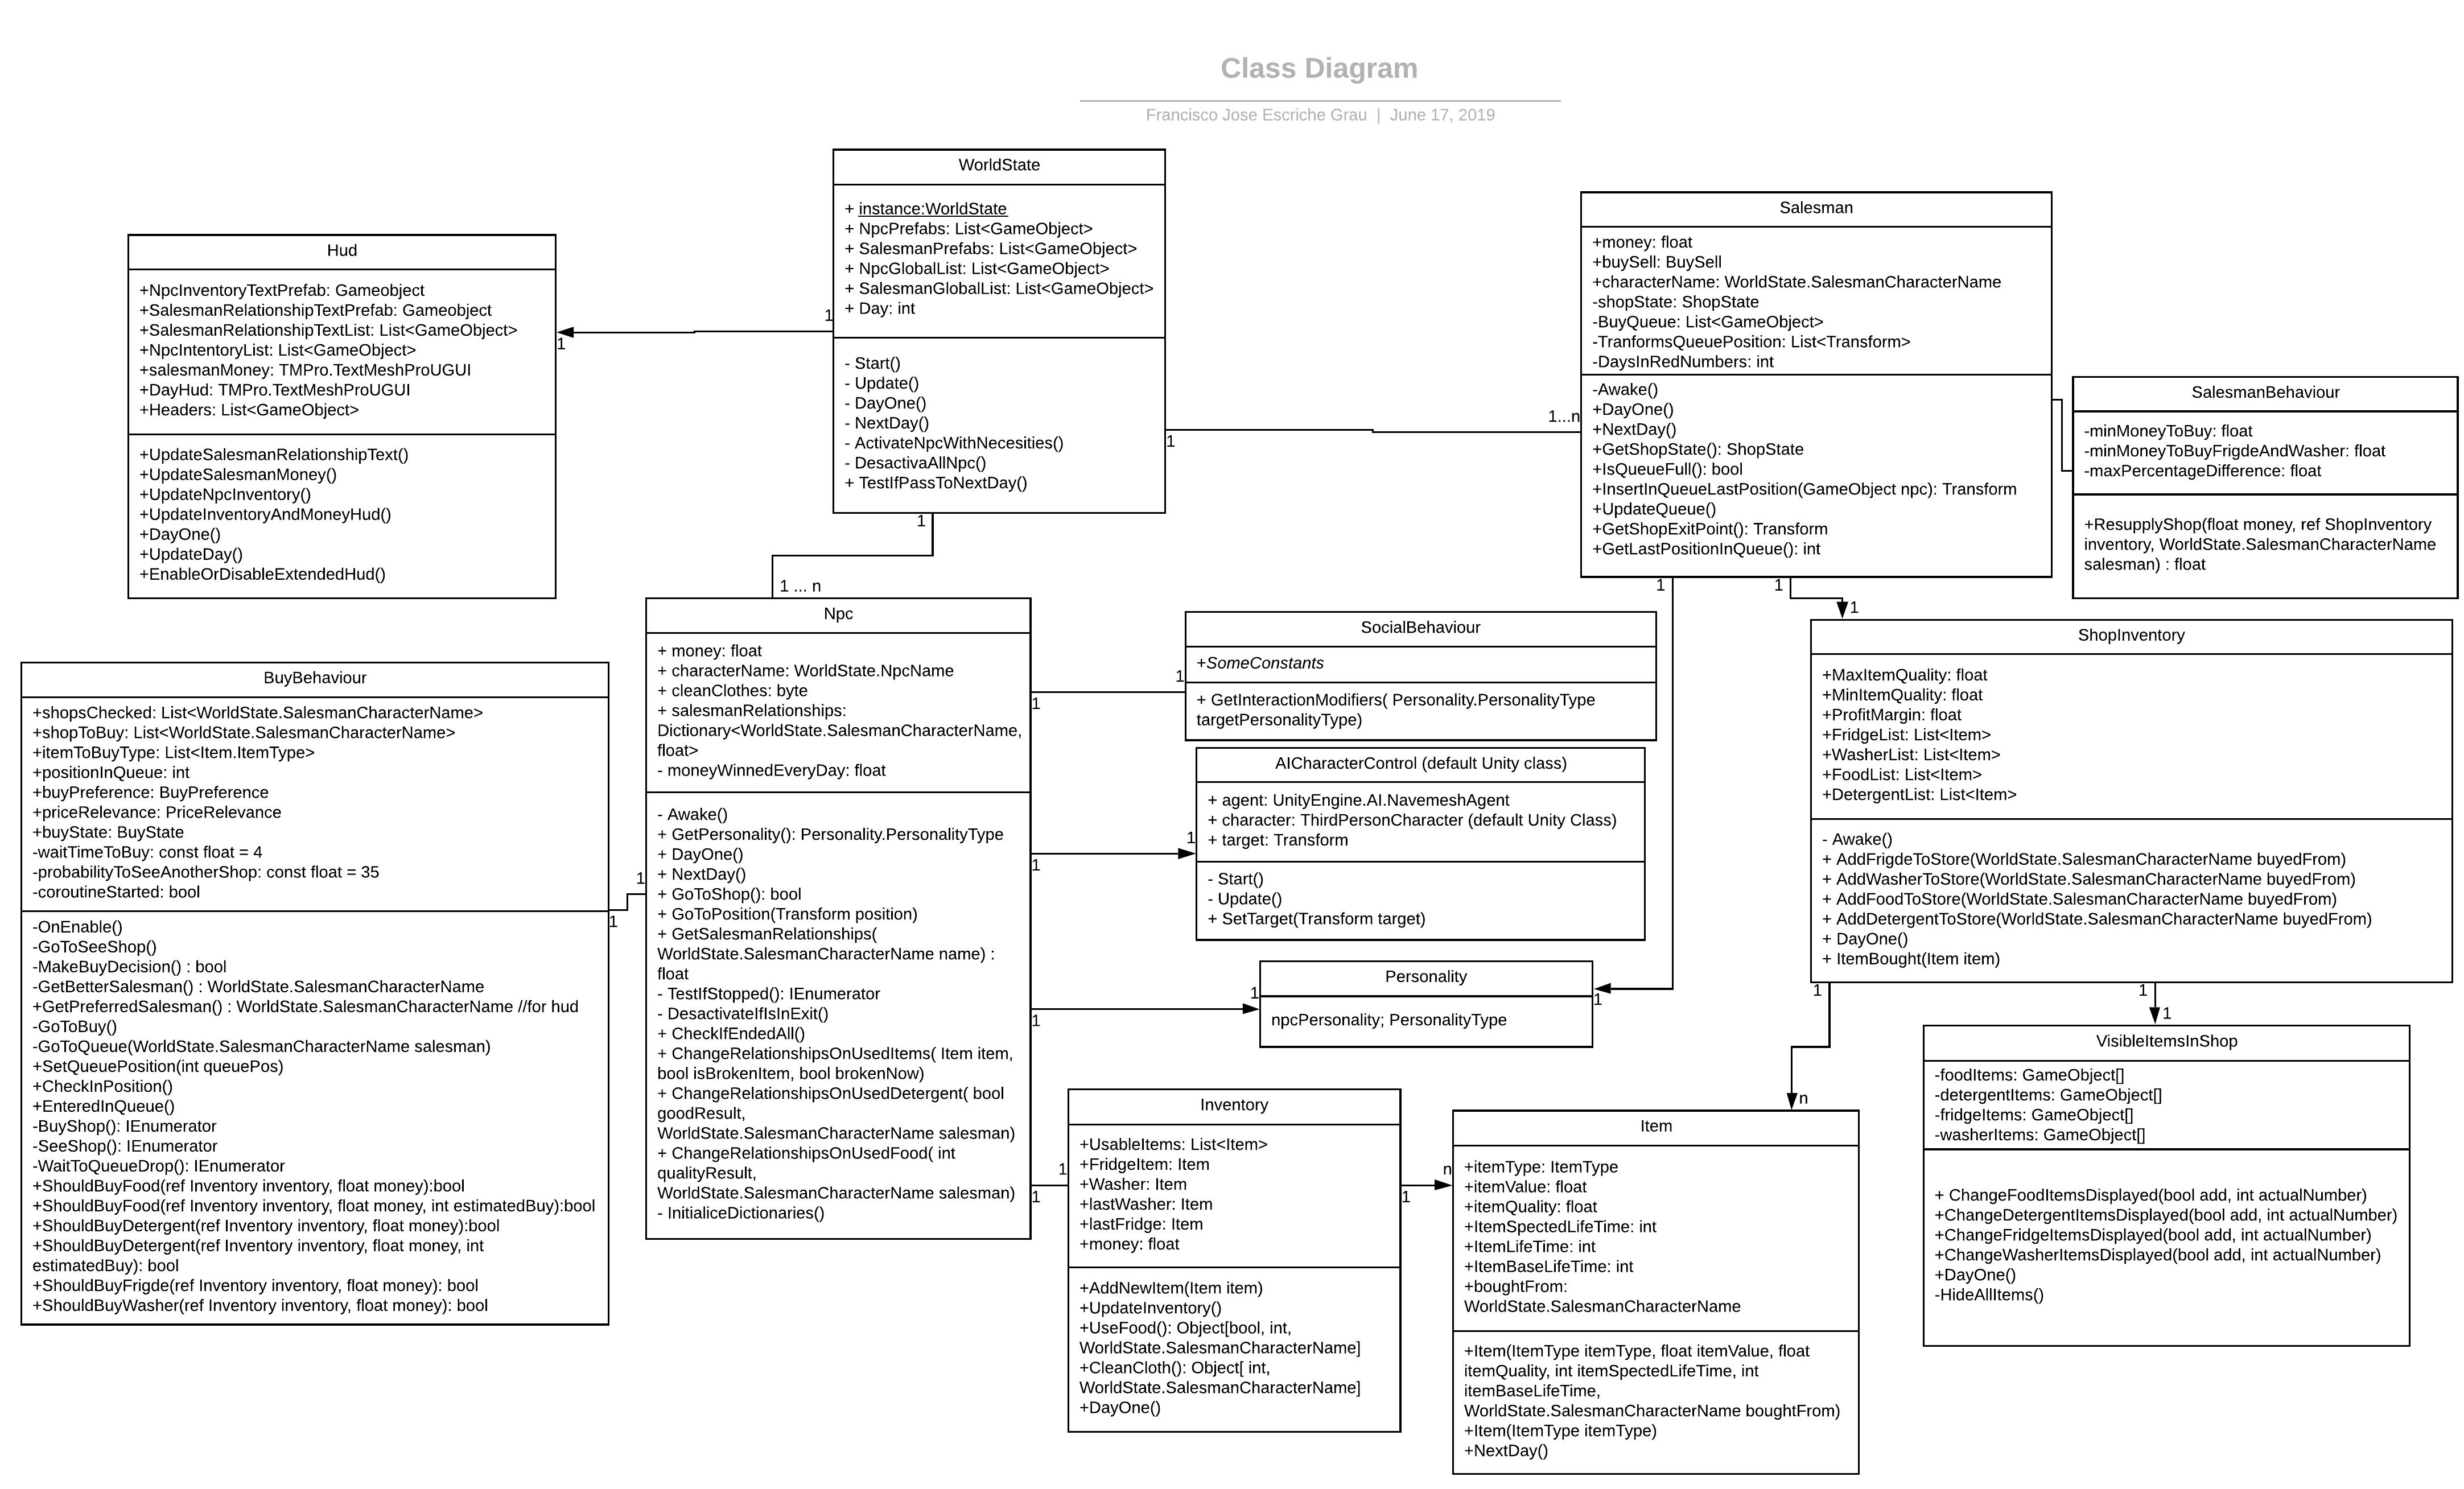 Class Diagram
Francisco Jose Escriche Grau | June 17, 2019
WorldState
+ instance:WorldState
+ NpcPrefabs: List<GameObject>
+ SalesmanPrefabs: List<GameObject>
+ NpcGlobalList: List<GameObject>
+ SalesmanGlobalList: List<GameObject>
+ Day: int
- Start()
- Update()
- DayOne()
- NextDay()
- ActivateNpcWithNecesities()
- DesactivaAllNpc()
+ TestIfPassToNextDay()
1
1
1
1
1...n
1 ... n
Hud
+NpcInventoryTextPrefab: Gameobject
+SalesmanRelationshipTextPrefab: Gameobject
+SalesmanRelationshipTextList: List<GameObject>
+NpcIntentoryList: List<GameObject>
+salesmanMoney: TMPro.TextMeshProUGUI
+DayHud: TMPro.TextMeshProUGUI
+Headers: List<GameObject>
+UpdateSalesmanRelationshipText()
+UpdateSalesmanMoney()
+UpdateNpcInventory()
+UpdateInventoryAndMoneyHud()
+DayOne()
+UpdateDay()
+EnableOrDisableExtendedHud()
Salesman
+money: float
+buySell: BuySell
+characterName: WorldState.SalesmanCharacterName
-shopState: ShopState
-BuyQueue: List<GameObject>
-TranformsQueuePosition: List<Transform>
-DaysInRedNumbers: int
-Awake()
+DayOne()
+NextDay()
+GetShopState(): ShopState
+IsQueueFull(): bool
+InsertInQueueLastPosition(GameObject npc): Transform
+UpdateQueue()
+GetShopExitPoint(): Transform
+GetLastPositionInQueue(): int
1
1
1
SalesmanBehaviour
-minMoneyToBuy: float
-minMoneyToBuyFrigdeAndWasher: float
-maxPercentageDifference: float
+ResupplyShop(float money, ref ShopInventory
inventory, WorldState.SalesmanCharacterName
salesman) : float
BuyBehaviour
+shopsChecked: List<WorldState.SalesmanCharacterName>
+shopToBuy: List<WorldState.SalesmanCharacterName>
+itemToBuyType: List<Item.ItemType>
+positionInQueue: int
+buyPreference: BuyPreference
+priceRelevance: PriceRelevance
+buyState: BuyState
-waitTimeToBuy: const float = 4
-probabilityToSeeAnotherShop: const float = 35
-coroutineStarted: bool
-OnEnable()
-GoToSeeShop()
-MakeBuyDecision() : bool
-GetBetterSalesman() : WorldState.SalesmanCharacterName
+GetPreferredSalesman() : WorldState.SalesmanCharacterName //for hud
-GoToBuy()
-GoToQueue(WorldState.SalesmanCharacterName salesman)
+SetQueuePosition(int queuePos)
+CheckInPosition()
+EnteredInQueue()
-BuyShop(): IEnumerator
-SeeShop(): IEnumerator
-WaitToQueueDrop(): IEnumerator
+ShouldBuyFood(ref Inventory inventory, float money):bool
+ShouldBuyFood(ref Inventory inventory, float money, int estimatedBuy):bool
+ShouldBuyDetergent(ref Inventory inventory, float money):bool
+ShouldBuyDetergent(ref Inventory inventory, float money, int
estimatedBuy): bool
+ShouldBuyFrigde(ref Inventory inventory, float money): bool
+ShouldBuyWasher(ref Inventory inventory, float money): bool
1
1
Npc
+ money: float
+ characterName: WorldState.NpcName
+ cleanClothes: byte
+ salesmanRelationships:
Dictionary<WorldState.SalesmanCharacterName,
float>
- moneyWinnedEveryDay: float
- Awake()
+ GetPersonality(): Personality.PersonalityType
+ DayOne()
+ NextDay()
+ GoToShop(): bool
+ GoToPosition(Transform position)
+ GetSalesmanRelationships(
WorldState.SalesmanCharacterName name) :
float
- TestIfStopped(): IEnumerator
- DesactivateIfIsInExit()
+ CheckIfEndedAll()
+ ChangeRelationshipsOnUsedItems( Item item,
bool isBrokenItem, bool brokenNow)
+ ChangeRelationshipsOnUsedDetergent( bool
goodResult,
WorldState.SalesmanCharacterName salesman)
+ ChangeRelationshipsOnUsedFood( int
qualityResult,
WorldState.SalesmanCharacterName salesman)
- InitialiceDictionaries()
1
1
1
1
1
1
1
1
SocialBehaviour
+SomeConstants
+ GetInteractionModifiers( Personality.PersonalityType
targetPersonalityType)
AICharacterControl (default Unity class)
+ agent: UnityEngine.AI.NavemeshAgent
+ character: ThirdPersonCharacter (default Unity Class)
+ target: Transform
- Start()
- Update()
+ SetTarget(Transform target)
Personality
npcPersonality; PersonalityType
1
Inventory
+UsableItems: List<Item>
+FridgeItem: Item
+Washer: Item
+lastWasher: Item
+lastFridge: Item
+money: float
+AddNewItem(Item item)
+UpdateInventory()
+UseFood(): Object[bool, int,
WorldState.SalesmanCharacterName]
+CleanCloth(): Object[ int,
WorldState.SalesmanCharacterName]
+DayOne()
1
n
Item
+itemType: ItemType
+itemValue: float
+itemQuality: float
+ItemSpectedLifeTime: int
+ItemLifeTime: int
+ItemBaseLifeTime: int
+boughtFrom:
WorldState.SalesmanCharacterName
+Item(ItemType itemType, float itemValue, float
itemQuality, int itemSpectedLifeTime, int
itemBaseLifeTime,
WorldState.SalesmanCharacterName boughtFrom)
+Item(ItemType itemType)
+NextDay()
ShopInventory
+MaxItemQuality: float
+MinItemQuality: float
+ProfitMargin: float
+FridgeList: List<Item>
+WasherList: List<Item>
+FoodList: List<Item>
+DetergentList: List<Item>
- Awake()
+ AddFrigdeToStore(WorldState.SalesmanCharacterName buyedFrom)
+ AddWasherToStore(WorldState.SalesmanCharacterName buyedFrom)
+ AddFoodToStore(WorldState.SalesmanCharacterName buyedFrom)
+ AddDetergentToStore(WorldState.SalesmanCharacterName buyedFrom)
+ DayOne()
+ ItemBought(Item item)
1
n
1
1
VisibleItemsInShop
-foodItems: GameObject[]
-detergentItems: GameObject[]
-fridgeItems: GameObject[]
-washerItems: GameObject[]
+ ChangeFoodItemsDisplayed(bool add, int actualNumber)
+ChangeDetergentItemsDisplayed(bool add, int actualNumber)
+ChangeFridgeItemsDisplayed(bool add, int actualNumber)
+ChangeWasherItemsDisplayed(bool add, int actualNumber)
+DayOne()
-HideAllItems()